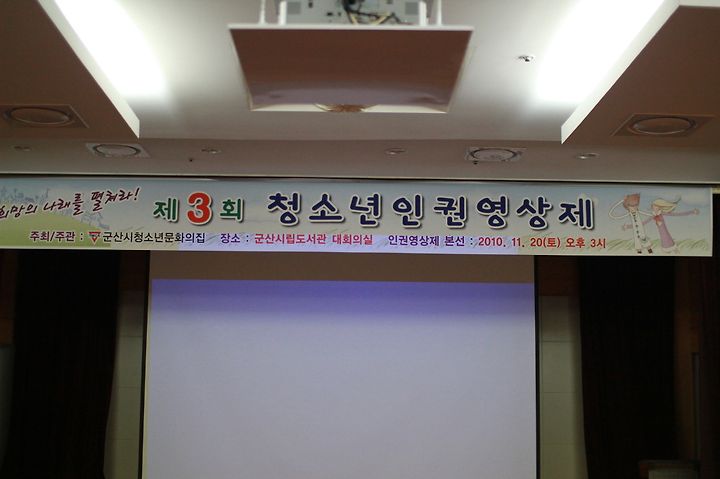 희망의 나래를 펼쳐라!
제3회 청소년인권영상제
주최/주관 : 군산시청소년문화의집 장소 : 군산시립도서관 대회의실 인권영상제 본선 : 2010. 11. 20(토) 오후 3시